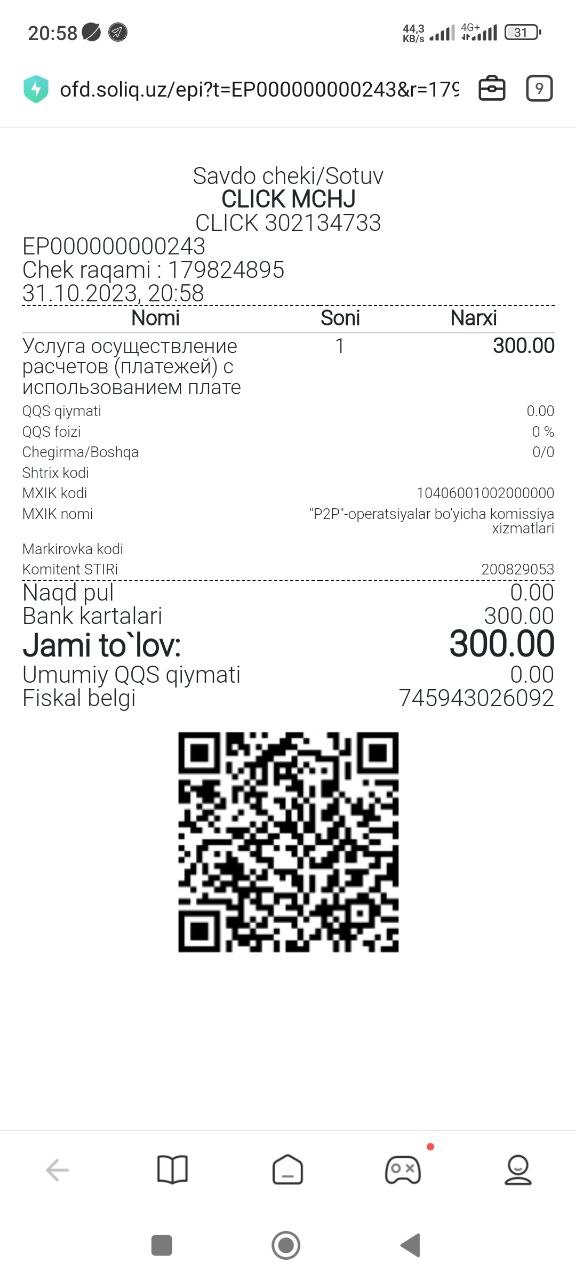 20:58
44,3 KB/s 4G+ 31
ofd.soliq.uz/epi?t=EP000000000243&r=179
9
Savdo cheki/Sotuv
CLICK MCHJ
CLICK 302134733
EP000000000243
Chek raqami : 179824895
31.10.2023, 20:58
Nomi Soni Narxi
Услуга осуществление 1 300.00
расчетов (платежей) с
использованием плате
QQS qiymati 0.00
QQS foizi 0 %
Chegirma/Boshqa 0/0
Shtrix kodi
MXIK kodi 10406001002000000
MXIK nomi "P2P"-operatsiyalar bo'yicha komissiya
xizmatlari
Markirovka kodi
Komitent STIRi 200829053
Naqd pul 0.00
Bank kartalari 300.00
Jami to`lov: 300.00
Umumiy QQS qiymati 0.00
Fiskal belgi 745943026092